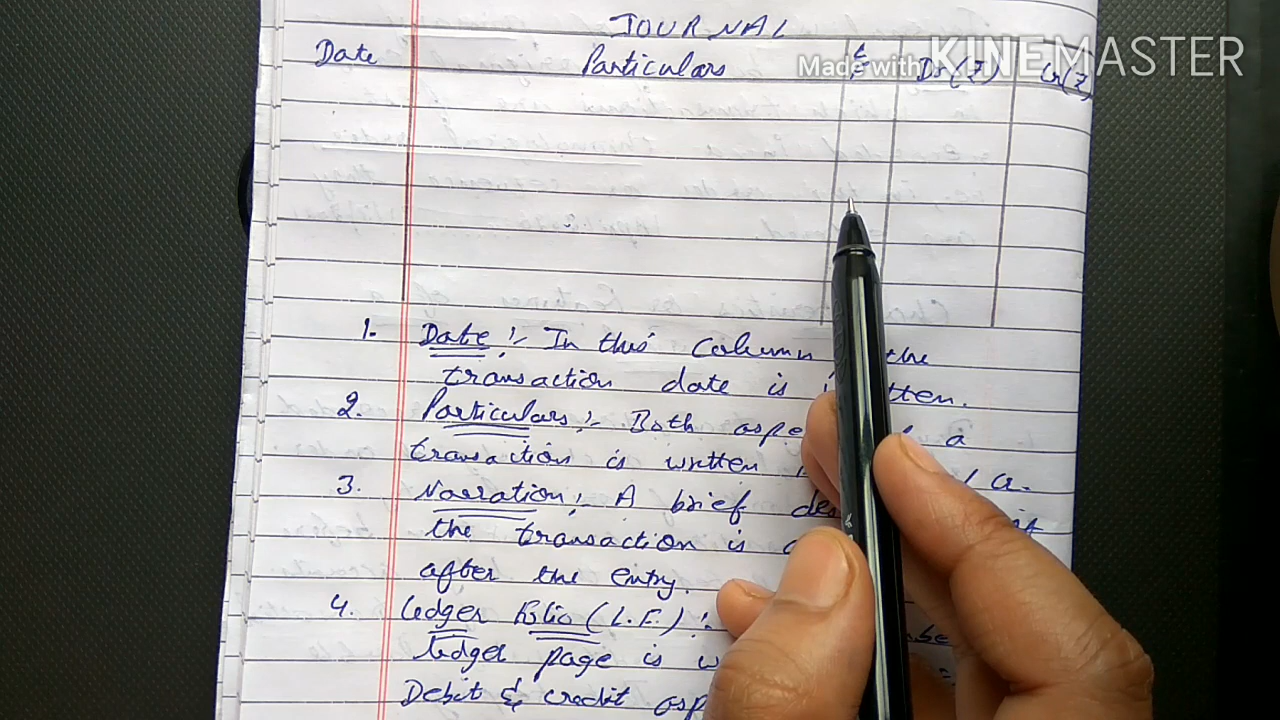 JOURNAL
Date Particulars L F Dr(₹) Cr(₹)
Made with KINEMASTER
1. Date :- In this column the
transaction date is
2. Particulars :- Both a
transaction is written
3. Narration :- A brief
the transaction is
after the entry.
4. Ledger Folio (L.F.) :-
ledger page is
Debit & credit